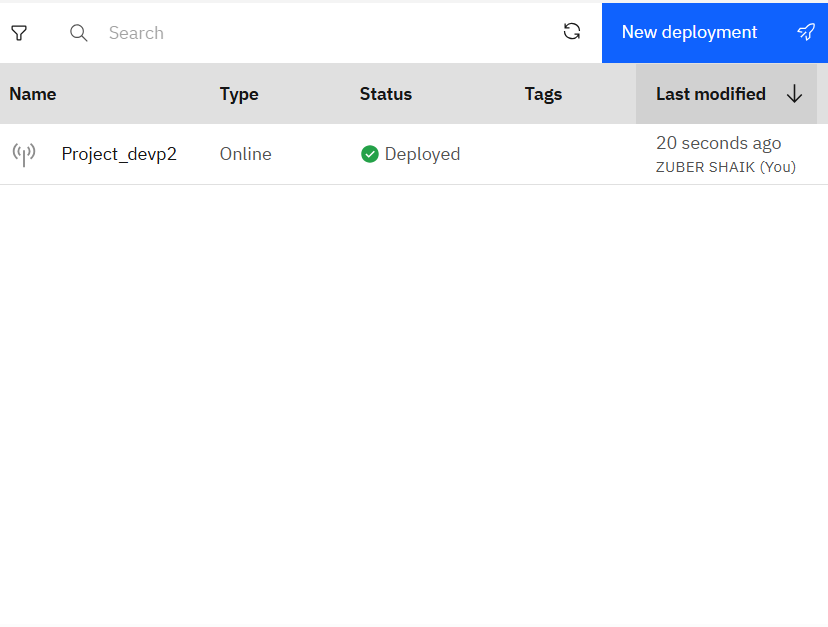 Search
New deployment
Name Type Status Tags Last modified
Project_devp2 Online Deployed 20 seconds ago
ZUBER SHAIK (You)